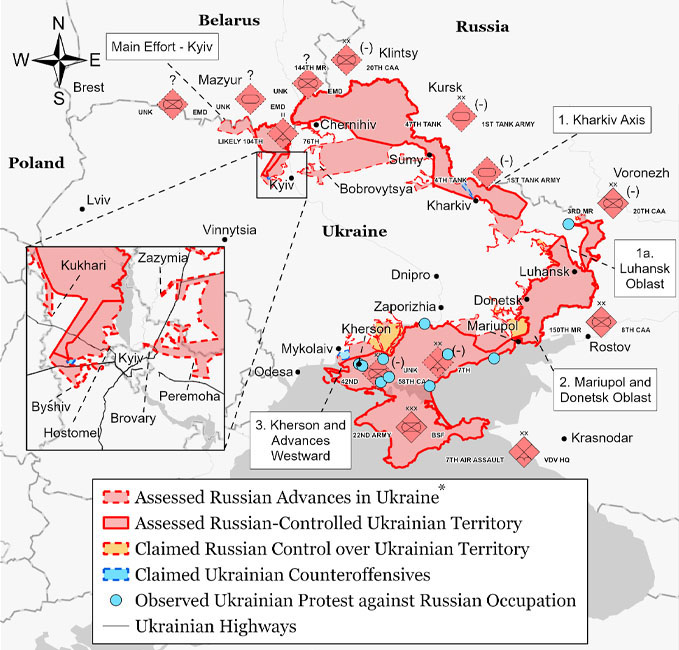 Belarus
Russia
N
W E
S
Main Effort - Kyiv
Brest
Mazyur
?
?
?
XX
(-)
Klintsy
144TH MR
20TH CAA
UNK
EMD
UNK
EMD
UNK
EMD
Kursk
XX
(-)
47TH TANK
1ST TANK ARMY
II
LIKELY 104TH
76TH
Chernihiv
1. Kharkiv Axis
Poland
Sumy
XX
(-)
4TH TANK
1ST TANK ARMY
Voronezh
XX
(-)
3RD MR
20TH CAA
Kyiv
Bobrovytsya
Kharkiv
Lviv
Vinnytsia
Ukraine
1a.
Luhansk
Oblast
Zazymia
Kukhari
Dnipro
Luhansk
Zaporizhia
Donetsk
Kherson
Mariupol
XX
150TH MR
8TH CAA
Rostov
Mykolaiv
Odesa
XX
(-)
UNK
7TH
(-)
42ND
58TH CAA
Kyiv
Byshiv
Hostomel
Brovary
Peremoha
2. Mariupol and
Donetsk Oblast
3. Kherson and
Advances
Westward
XXX
22ND ARMY
BSF
Krasnodar
XX
7TH AIR ASSAULT
VDV HQ
Assessed Russian Advances in Ukraine*
Assessed Russian-Controlled Ukrainian Territory
Claimed Russian Control over Ukrainian Territory
Claimed Ukrainian Counteroffensives
Observed Ukrainian Protest against Russian Occupation
Ukrainian Highways